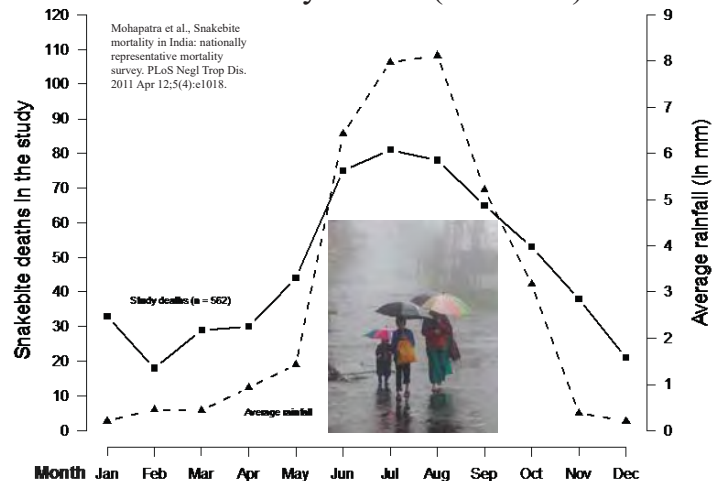 Mohapatra et al., Snakebite
mortality in India: nationally
representative mortality
survey. PLoS Negl Trop Dis.
2011 Apr 12;5(4):e1018.
120
110
100
90
80
70
60
50
40
30
20
10
0
Snakebite deaths in the study
9
8
7
6
5
4
3
2
1
0
Average rainfall (in mm)
Study deaths (n = 562)
Average rainfall
Month Jan Feb Mar Apr May Jun Jul Aug Sep Oct Nov Dec